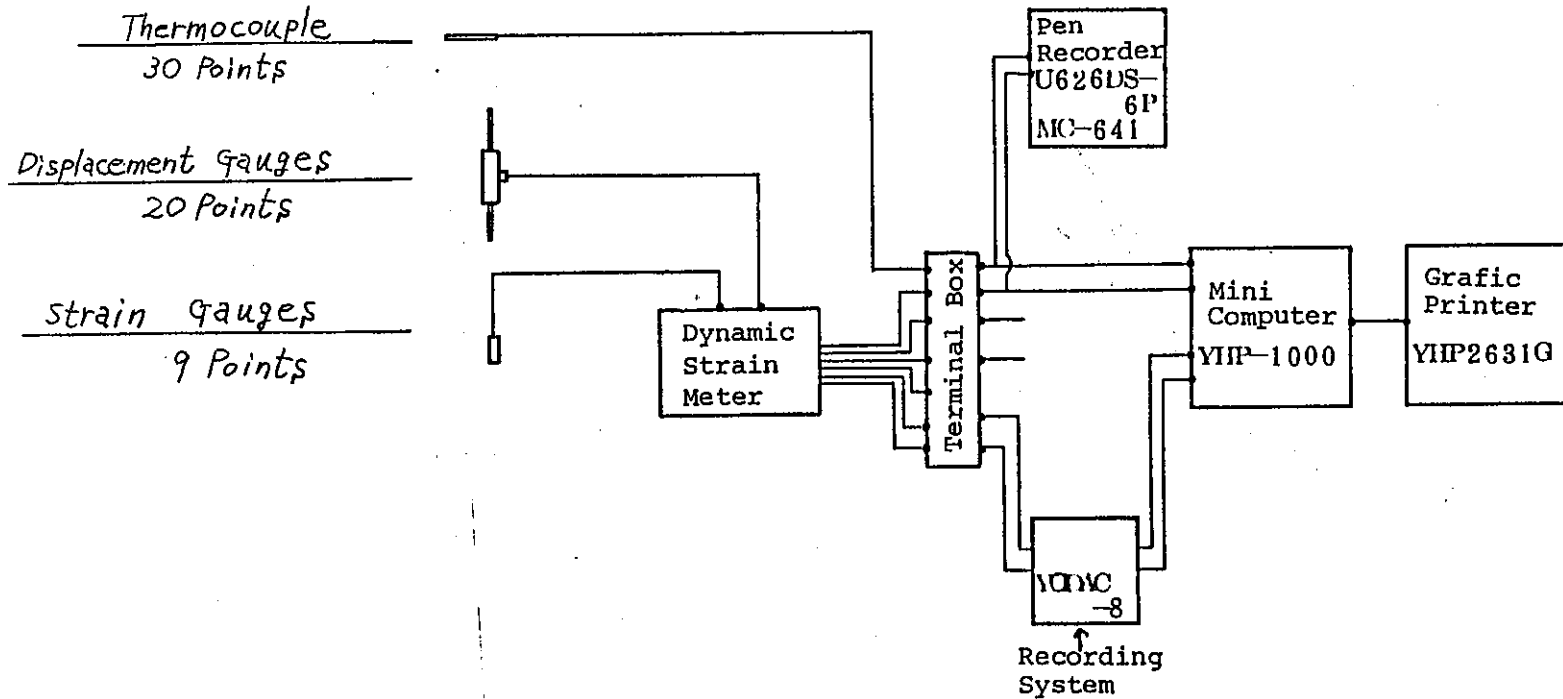 Thermocouple
30 Points
Displacement Gauges
20 Points
Strain Gauges
9 Points
Dynamic
Strain
Meter
Terminal Box
Pen
Recorder
U626DS-
6P
MC-641
Mini
Computer
YHP-1000
Grafic
Printer
YHP2631G
-8
Recording
System